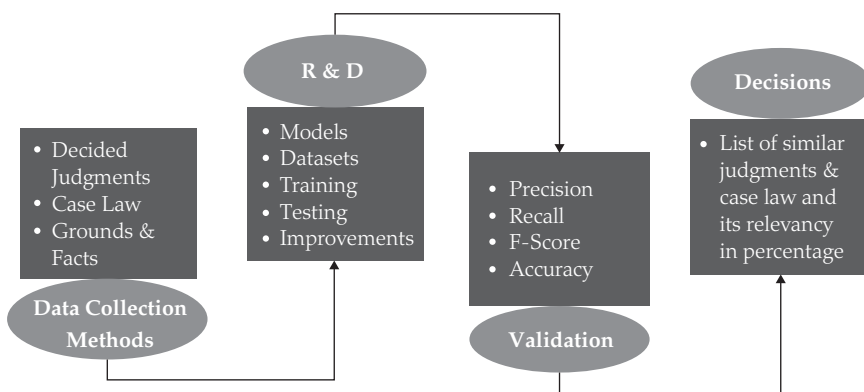 • Decided
Judgments
• Case Law
• Grounds &
Facts
Data Collection
Methods
R & D
• Models
• Datasets
• Training
• Testing
• Improvements
• Precision
• Recall
• F-Score
• Accuracy
Validation
Decisions
• List of similar
judgments &
case law and
its relevancy
in percentage